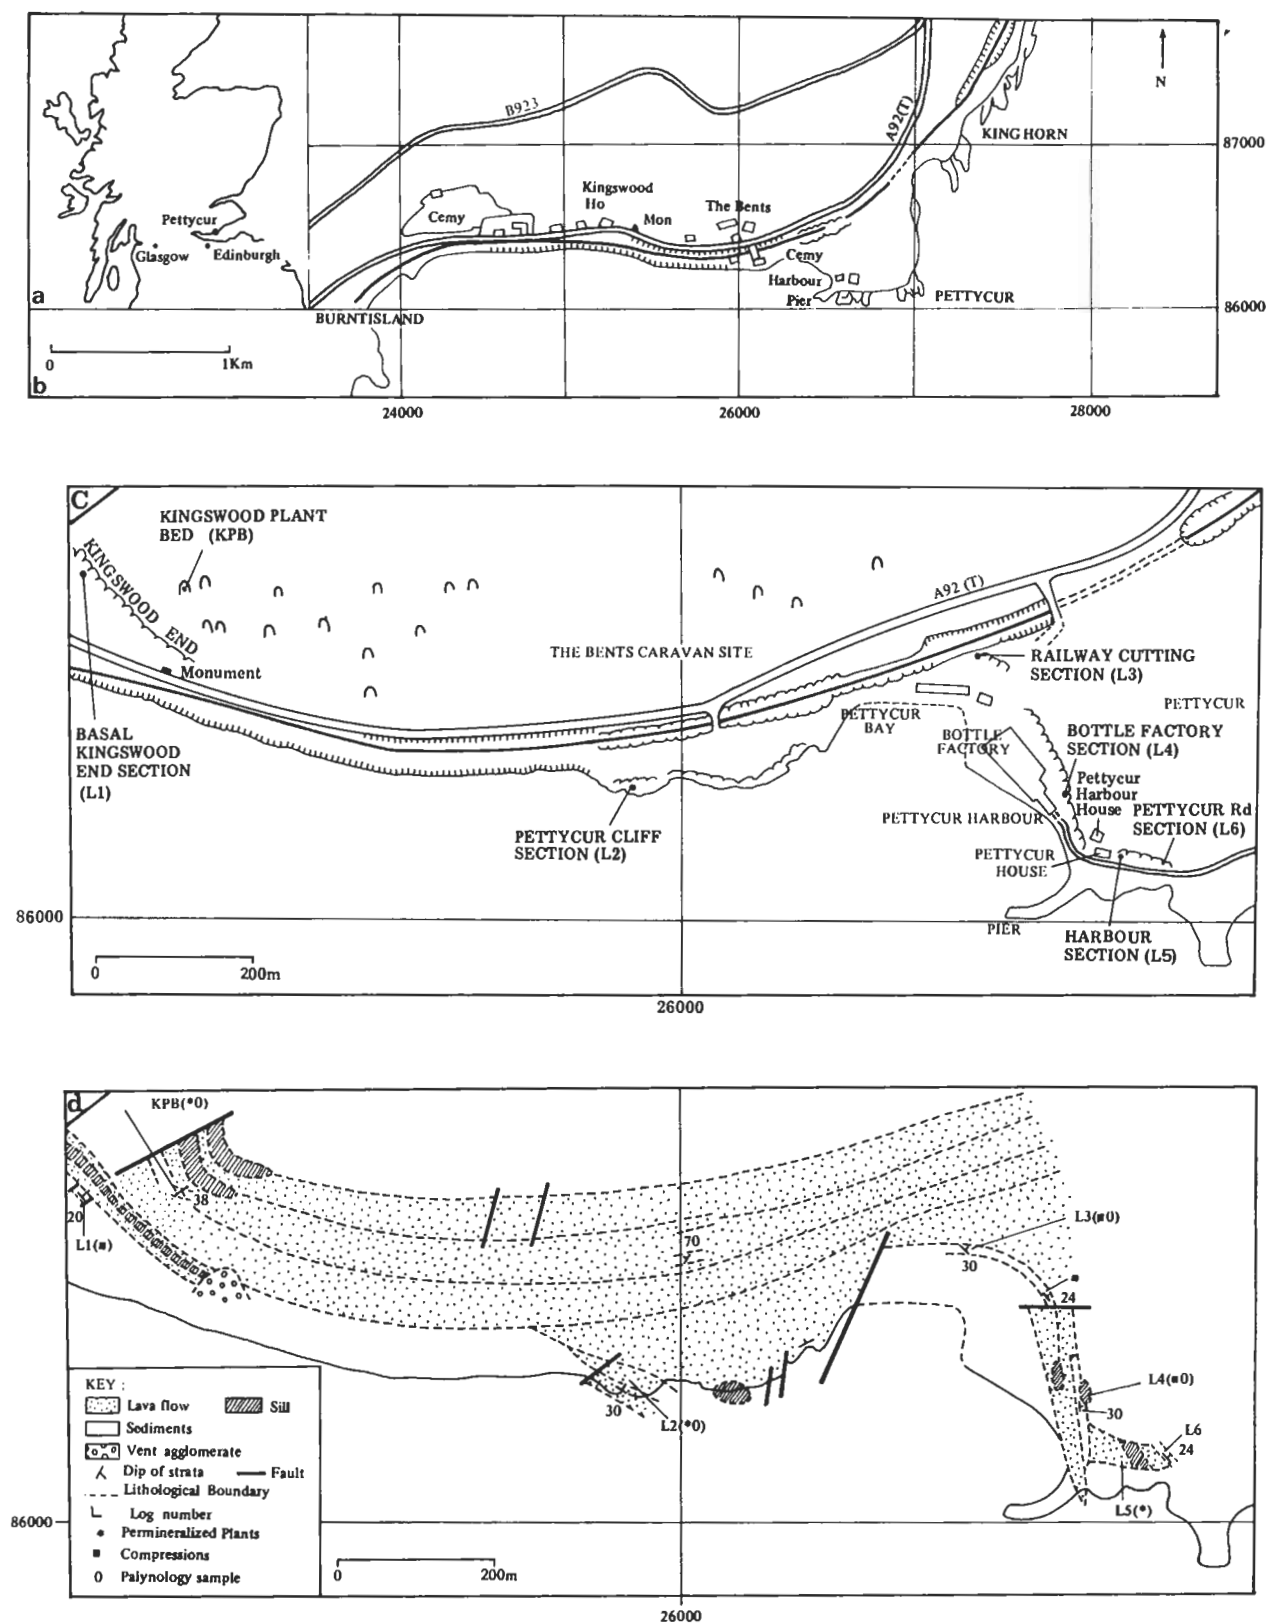 a
Pettycur
Glasgow
Edinburgh
B923
A92(T)
N
KINGHORN
87000
Kingswood
Ho
Cemy
Mon
The Bents
Cemy
Harbour
Pier
PETTYCUR
86000
BURNTISLAND
0 1Km
b
24000 26000 28000
C
KINGSWOOD PLANT
BED (KPB)
KINGSWOOD END
Monument
BASAL
KINGSWOOD
END SECTION
(L1)
THE BENTS CARAVAN SITE
A92 (T)
RAILWAY CUTTING
SECTION (L3)
PETTYCUR
PETTYCUR
BAY
BOTTLE
FACTORY
BOTTLE FACTORY
SECTION (L4)
Pettycur
Harbour
House
PETTYCUR Rd
SECTION (L6)
PETTYCUR HARBOUR
PETTYCUR
HOUSE
PETTYCUR CLIFF
SECTION (L2)
86000
PIER
HARBOUR
SECTION (L5)
0 200m
26000
d
KPB(*0)
38
20
L1(■)
70
L3(■0)
30
24
L4(■0)
30
L6
24
30
L2(*0)
L5(*)
KEY :
Lava flow
Sill
Sediments
Vent agglomerate
Dip of strata
Fault
Lithological Boundary
Log number
Permineralized Plants
Compressions
0 Palynology sample
86000
0 200m
26000